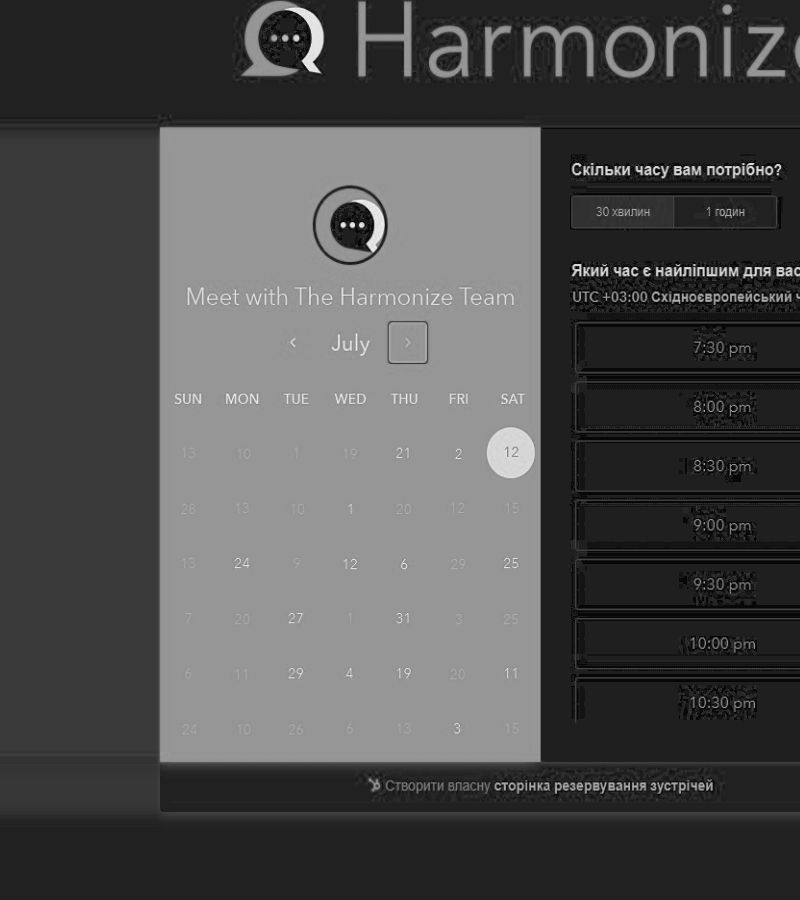 Harmonize
Meet with The Harmonize Team
July
SUN MON TUE WED THU FRI SAT
13 10 1 19 21 2 12
28 13 10 1 20 12 15
13 24 9 12 6 29 25
7 20 27 1 31 3 25
6 11 29 4 19 20 11
24 10 26 6 13 3 15
Скільки часу вам потрібно?
30 хвилин 1 годин
Який час є найліпшим для вас
UTC +03:00 Східноєвропейський ч
7:30 pm
8:00 pm
8:30 pm
9:00 pm
9:30 pm
10:00 pm
10:30 pm
Створити власну сторінка резервування зустрічей